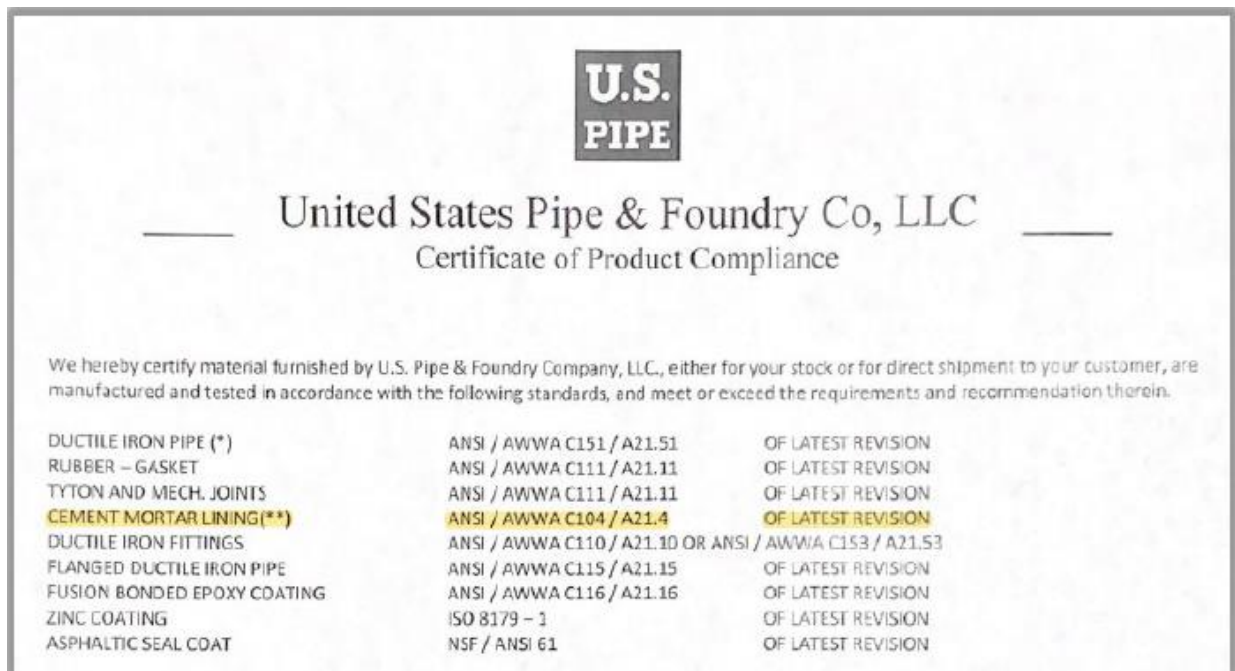 U.S.
PIPE
United States Pipe & Foundry Co, LLC
Certificate of Product Compliance
We hereby certify material furnished by U.S. Pipe & Foundry Company, LLC., either for your stock or for direct shipment to your customer, are
manufactured and tested in accordance with the following standards, and meet or exceed the requirements and recommendation therein.
DUCTILE IRON PIPE (*) ANSI / AWWA C151 / A21.51 OF LATEST REVISION
RUBBER – GASKET ANSI / AWWA C111 / A21.11 OF LATEST REVISION
TYTON AND MECH. JOINTS ANSI / AWWA C111 / A21.11 OF LATEST REVISION
CEMENT MORTAR LINING(**) ANSI / AWWA C104 / A21.4 OF LATEST REVISION
DUCTILE IRON FITTINGS ANSI / AWWA C110 / A21.10 OR ANSI / AWWA C153 / A21.53
FLANGED DUCTILE IRON PIPE ANSI / AWWA C115 / A21.15 OF LATEST REVISION
FUSION BONDED EPOXY COATING ANSI / AWWA C116 / A21.16 OF LATEST REVISION
ZINC COATING ISO 8179 – 1 OF LATEST REVISION
ASPHALTIC SEAL COAT NSF / ANSI 61 OF LATEST REVISION